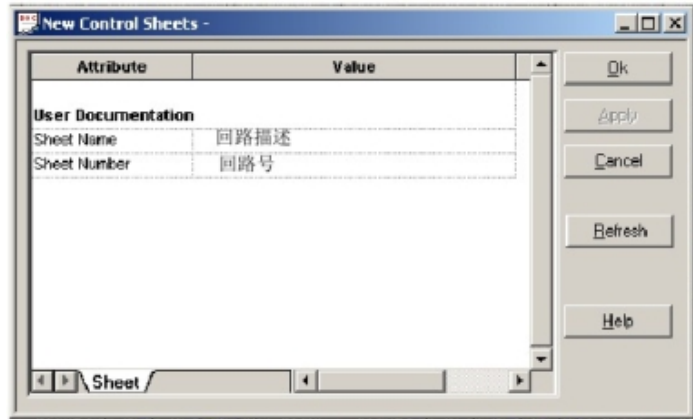 New Control Sheets -
Attribute Value
User Documentation
Sheet Name 回路描述
Sheet Number 回路号
Sheet
Ok
Apply
Cancel
Refresh
Help